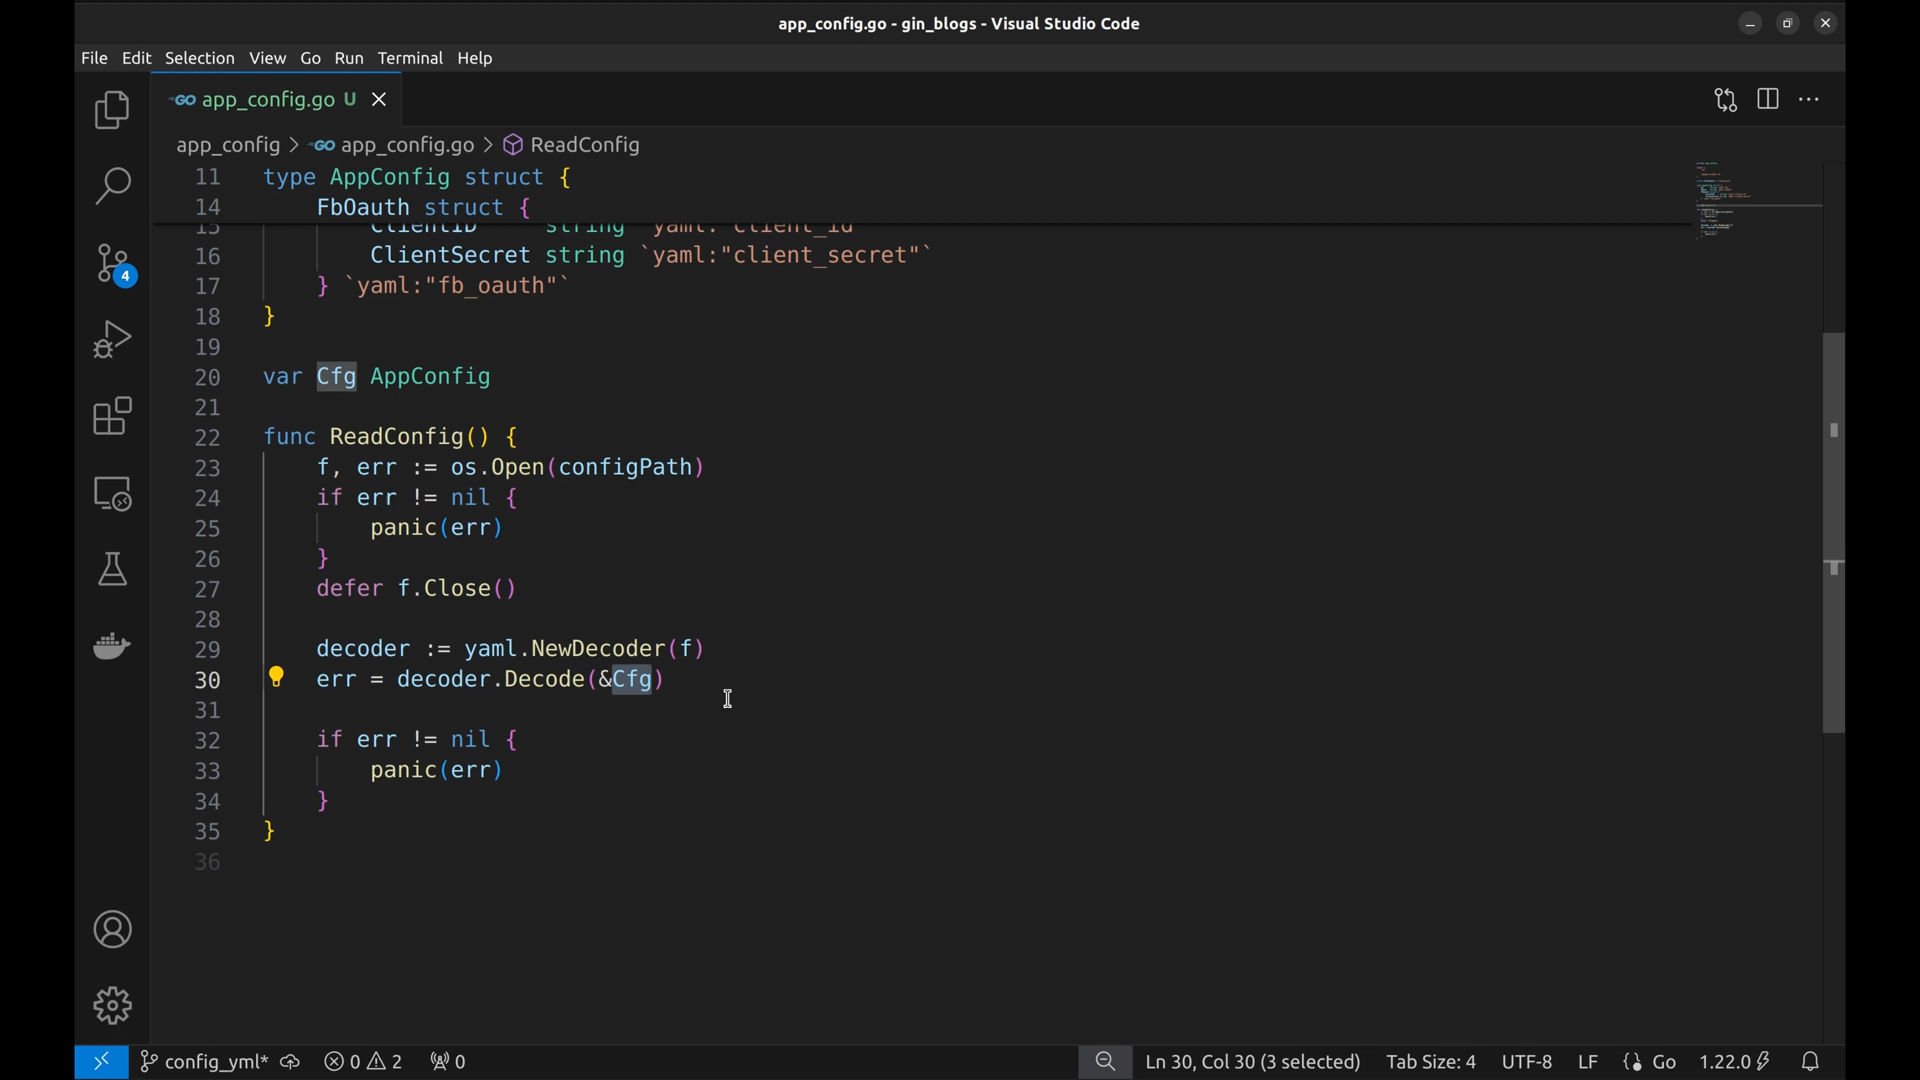 app_config.go - gin_blogs - Visual Studio Code
File Edit Selection View Go Run Terminal Help
GO app_config.go U
app_config > GO app_config.go > ReadConfig
11 type AppConfig struct {
14 FbOauth struct {
15 ClientID string `yaml:"client_id"`
16 ClientSecret string `yaml:"client_secret"`
17 } `yaml:"fb_oauth"`
18 }
19
20 var Cfg AppConfig
21
22 func ReadConfig() {
23 f, err := os.Open(configPath)
24 if err != nil {
25 panic(err)
26 }
27 defer f.Close()
28
29 decoder := yaml.NewDecoder(f)
30 err = decoder.Decode(&Cfg)
31
32 if err != nil {
33 panic(err)
34 }
35 }
36
4
config_yml* 0 2 0 Ln 30, Col 30 (3 selected) Tab Size: 4 UTF-8 LF Go 1.22.0